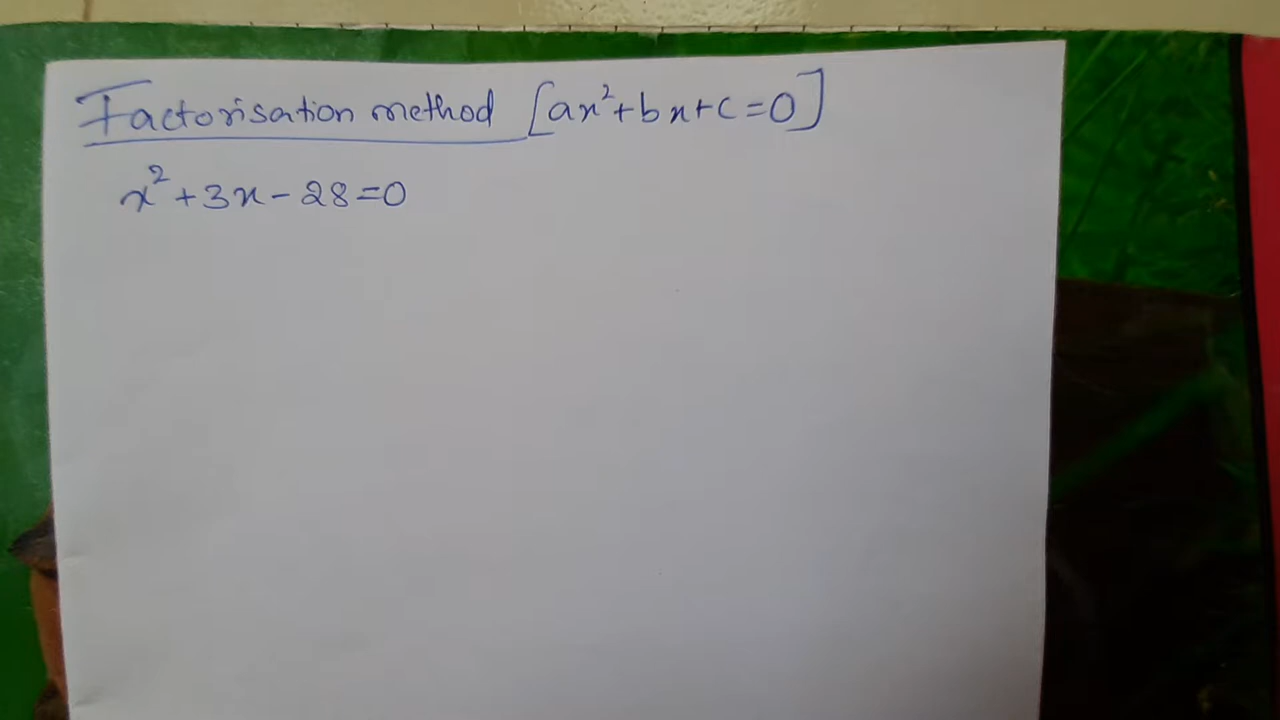 Factorisation method [ax²+bx+c=0]
x²+3x-28=0